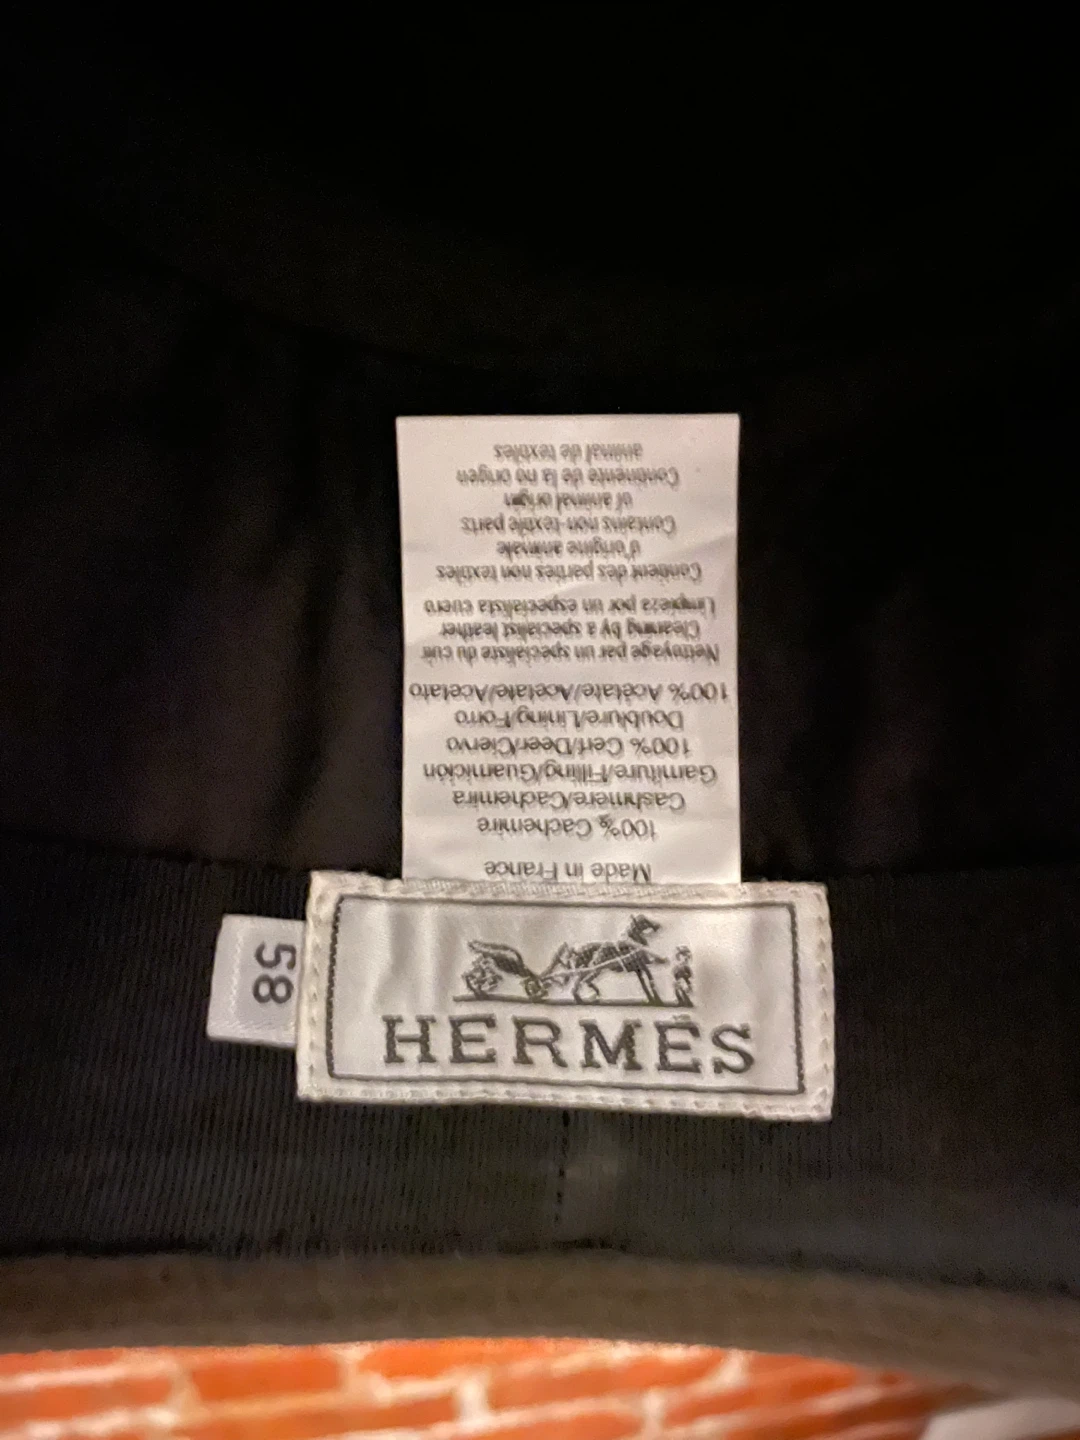 HERMÈS
58
Made in France
100% Cachemire
Cashmere/Cachemira
Garniture/Filling/Guarnición
100% Cerf/Deer/Ciervo
Doublure/Lining/Forro
100% Acétate/Acetate/Acetato
Nettoyage par un spécialiste du cuir
Cleaning by a specialist leather
Limpieza por un especialista cuero
Contient des parties non textiles
d'origine animale
Contains non-textile parts
of animal origin
Continente de la no origen
animal de textiles